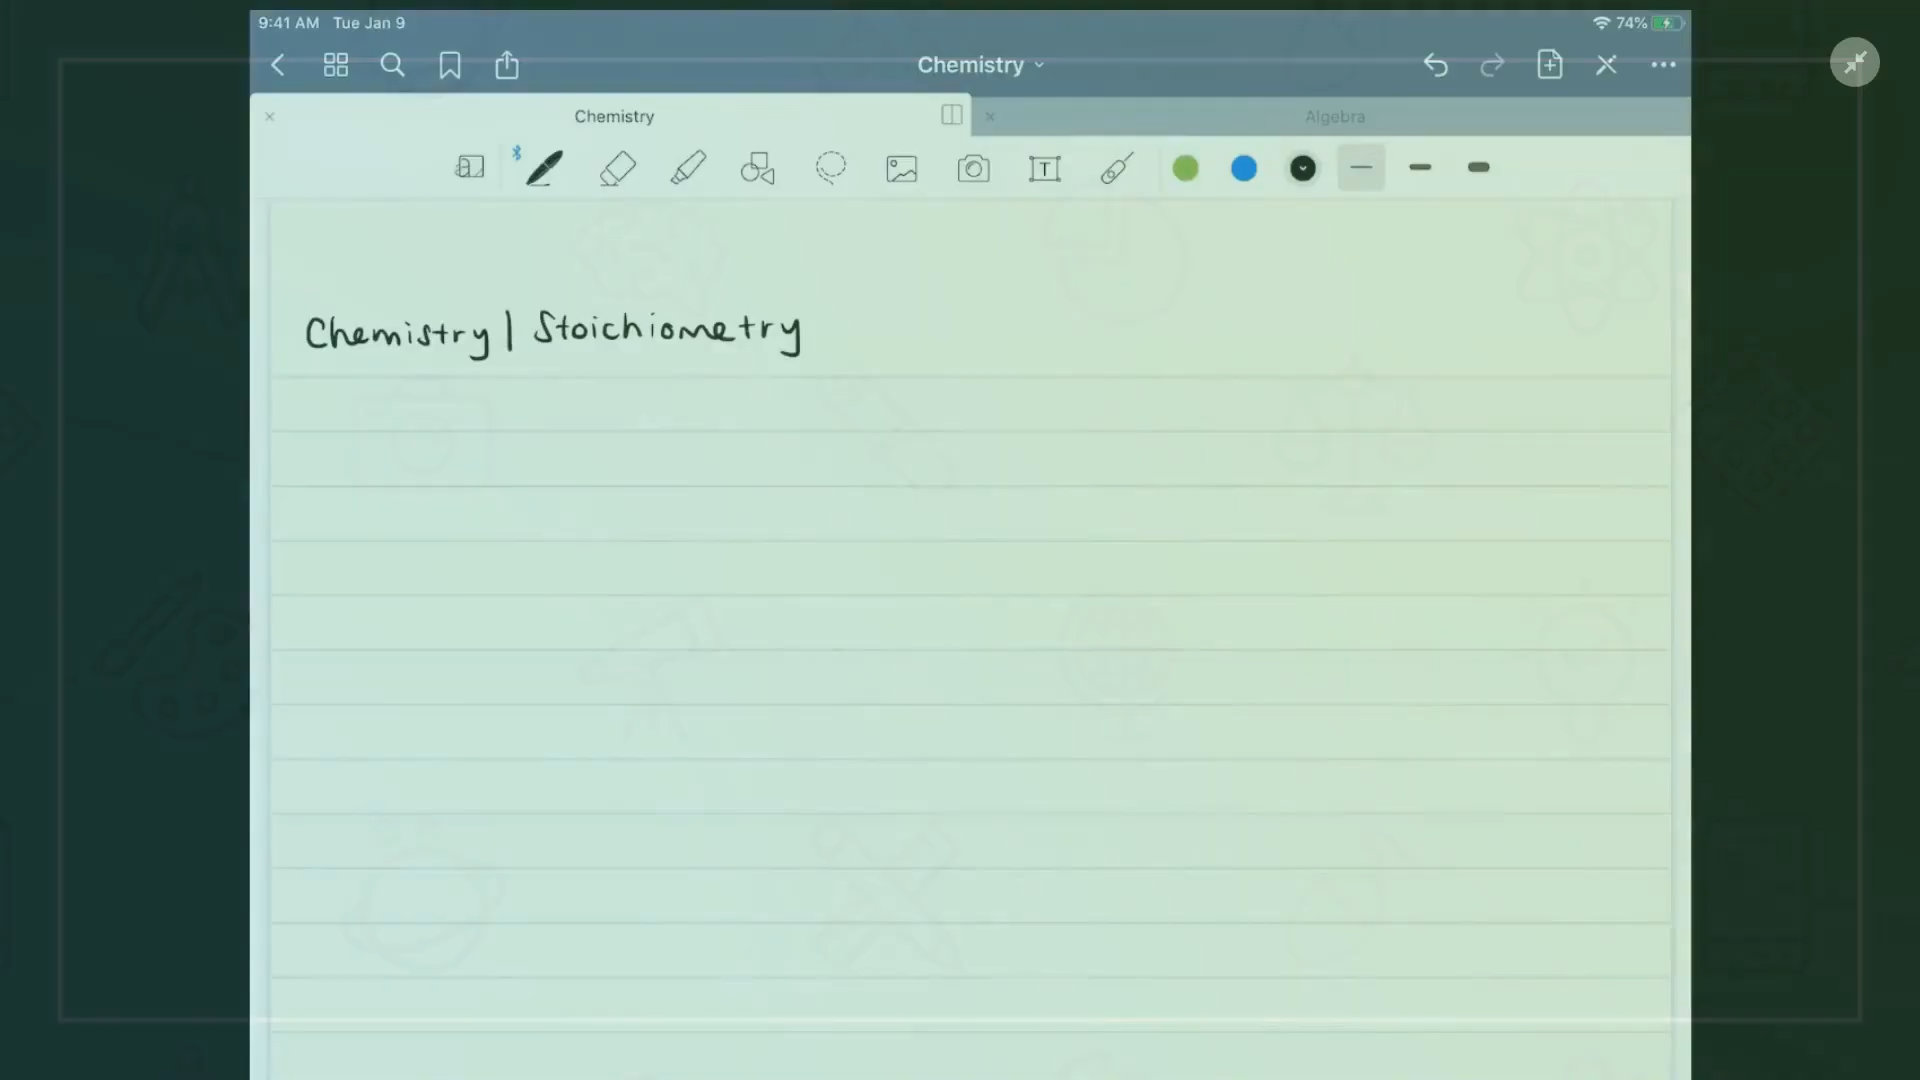 9:41 AM Tue Jan 9 74%
Chemistry
Chemistry Algebra
T
Chemistry | Stoichiometry